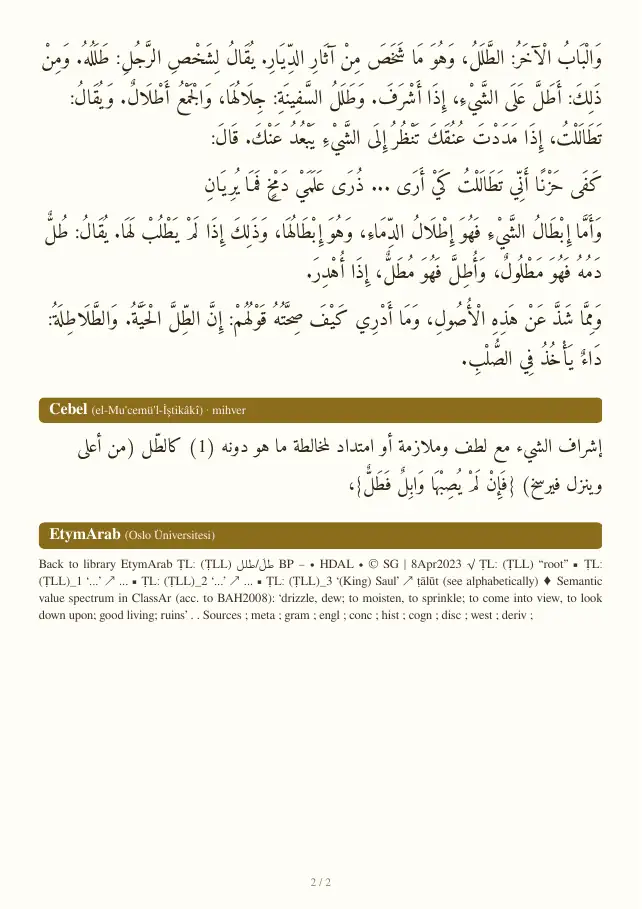 وَالْبَابُ الْآخَرُ: الطَّلَلُ، وَهُوَ مَا شَخَصَ مِنْ آثَارِ الدِّيَارِ. يُقَالُ لِشَخْصِ الرَّجُلِ: طَلَلُهُ. وَمِنْ
ذَلِكَ: أَطَلَّ عَلَى الشَّيْءِ، إِذَا أَشْرَفَ. وَطَلَلُ السَّفِينَةِ: جِلَالُهَا، وَالْجَمْعُ أَطْلَالٌ. وَيُقَالُ:
تَطَالَلْتُ، إِذَا مَدَدْتَ عُنُقَكَ تَنْظُرُ إِلَى الشَّيْءِ يَبْعُدُ عَنْكَ. قَالَ:
كَفَى حَزْنًا أَنِّي تَطَالَلْتُ كَيْ أَرَى ... ذُرَى عَلَمَيْ دَمْخٍ فَمَا يُرِيَانِ
وَأَمَّا إِبْطَالُ الشَّيْءِ فَهُوَ إِطْلَالُ الدِّمَاءِ، وَهُوَ إِبْطَالُهَا، وَذَلِكَ إِذَا لَمْ يَطْلُبْ لَهَا. يُقَالُ: طُلَّ
دَمُهُ فَهُوَ مَطْلُولٌ، وَأُطِلَّ فَهُوَ مُطَلٌّ، إِذَا أُهْدِرَ.
وَمِمَّا شَذَّ عَنْ هَذِهِ الْأُصُولِ، وَمَا أَدْرِي كَيْفَ صِحَّتُهُ قَوْلُهُمْ: إِنَّ الطِّلَّ الْحَيَّةُ. وَالطَّلَاطِلَةُ:
دَاءٌ يَأْخُذُ فِي الصُّلْبِ.
Cebel (el-Mu'cemü'l-İştikâkî) · mihver
إشراف الشيء مع لطف وملازمة أو امتداد لمخالطة ما هو دونه (1) كالطّل (من أعلى
وينزل فيرسخ) {فَإِنْ لَمْ يُصِبْهَا وَابِلٌ فَطَلٌّ}،
EtymArab (Oslo Üniversitesi)
Back to library EtymArab ṬL: (ṬLL) طلّ/طلل BP – • HDAL • © SG | 8Apr2023 √ ṬL: (ṬLL) “root” ▪ ṬL:
(ṬLL)_1 ‘...’ ↗ ... ▪ ṬL: (ṬLL)_2 ‘...’ ↗ ... ▪ ṬL: (ṬLL)_3 ‘(King) Saul’ ↗ ṭālūt (see alphabetically) ♦ Semantic
value spectrum in ClassAr (acc. to BAH2008): ‘drizzle, dew; to moisten, to sprinkle; to come into view, to look
down upon; good living; ruins’ . . Sources ; meta ; gram ; engl ; conc ; hist ; cogn ; disc ; west ; deriv ;
2 / 2